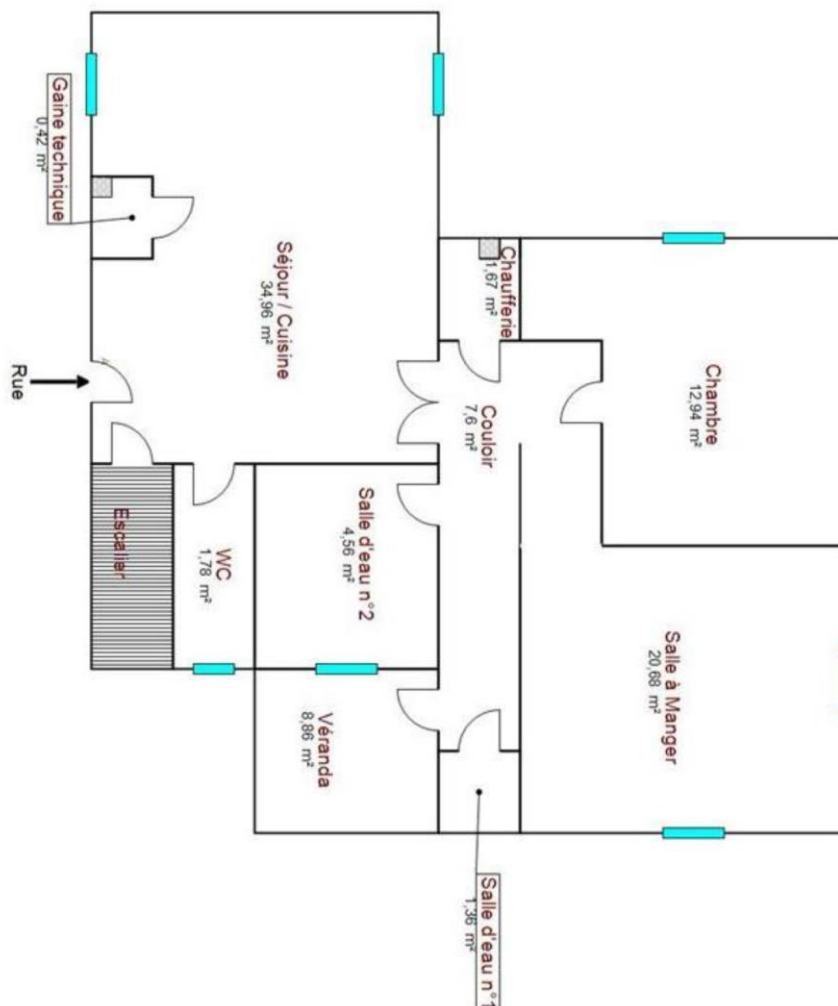 Gaine technique
0,42 m²
Séjour / Cuisine
34,96 m²
Chaufferie
1,67 m²
Chambre
12,94 m²
Rue
Couloir
7,6 m²
Escalier
WC
1,78 m²
Salle d'eau n°2
4,56 m²
Salle à Manger
20,68 m²
Véranda
8,86 m²
Salle d'eau n°1
1,36 m²